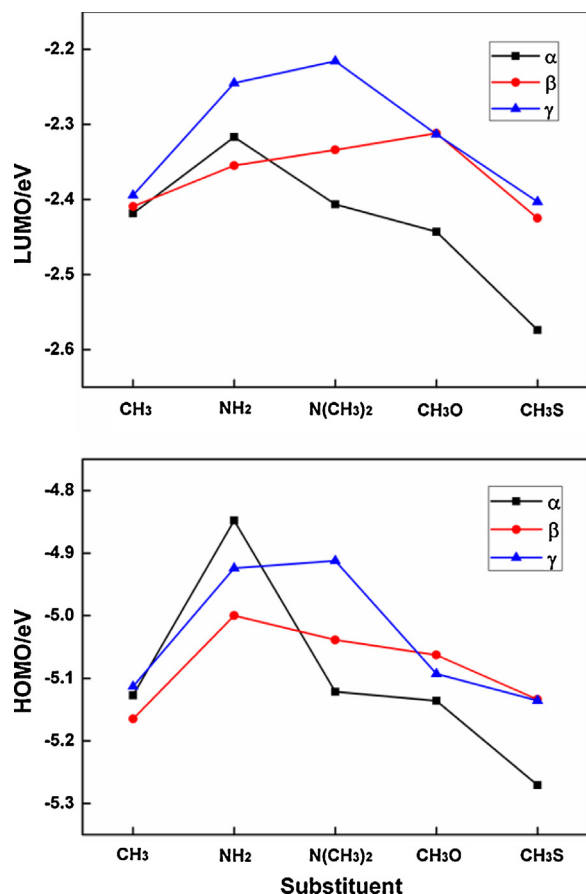 -2.2
-2.3
-2.4
-2.5
-2.6
LUMO/eV
α
β
γ
CH₃ NH₂ N(CH₃)₂ CH₃O CH₃S
-4.8
-4.9
-5.0
-5.1
-5.2
-5.3
HOMO/eV
α
β
γ
CH₃ NH₂ N(CH₃)₂ CH₃O CH₃S
Substituent